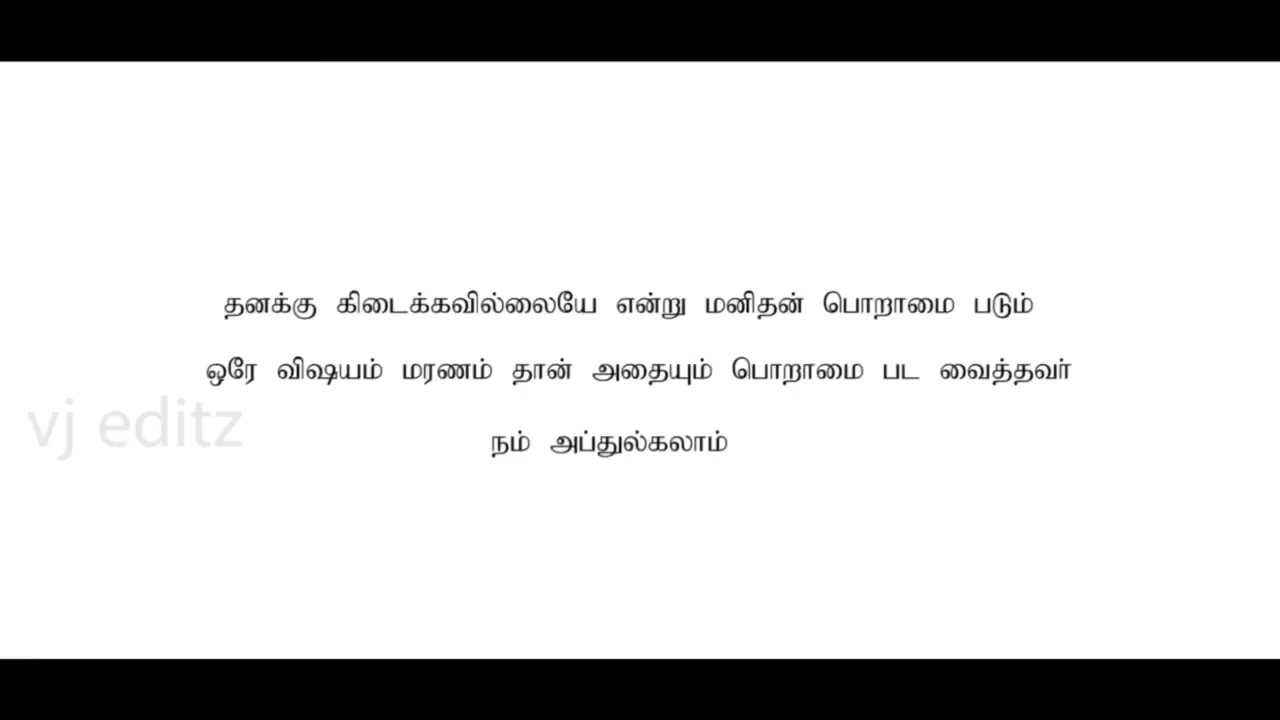 தனக்கு கிடைக்கவில்லையே என்று மனிதன் பொறாமை படும்
ஒரே விஷயம் மரணம் தான் அதையும் பொறாமை பட வைத்தவர்
vj editz
நம் அப்துல்கலாம்